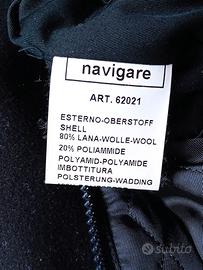 navigare
ART. 62021
ESTERNO-OBERSTOFF
SHELL
80% LANA-WOLLE-WOOL
20% POLIAMMIDE
POLYAMID-POLYAMIDE
IMBOTTITURA
POLSTERUNG-WADDING
subito